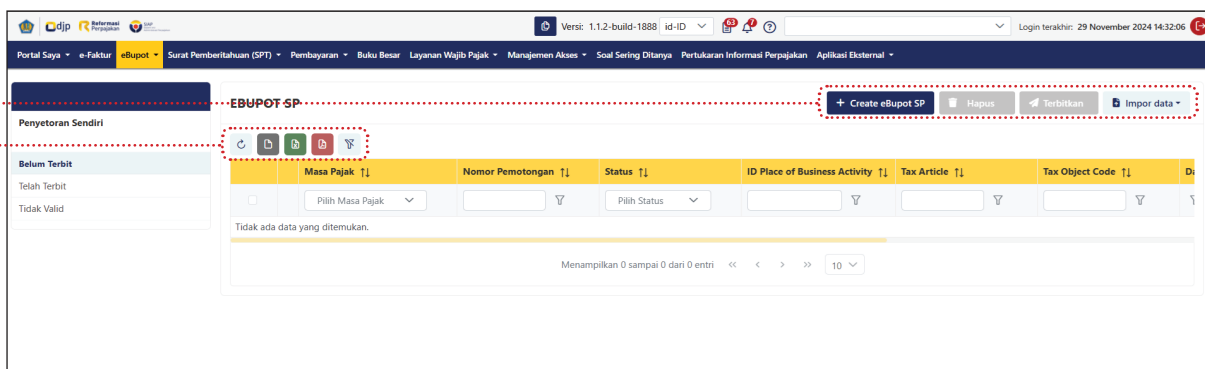 djp Reformasi Perpajakan SIAP Versi: 1.1.2-build-1888 id-ID Login terakhir: 29 November 2024 14:32:06
Portal Saya e-Faktur eBupot Surat Pemberitahuan (SPT) Pembayaran Buku Besar Layanan Wajib Pajak Manajemen Akses Soal Sering Ditanya Pertukaran Informasi Perpajakan Aplikasi Eksternal
EBUPOT SP + Create eBupot SP Hapus Terbitkan Impor data
Penyetoran Sendiri
Belum Terbit
Telah Terbit
Tidak Valid
Masa Pajak Nomor Pemotongan Status ID Place of Business Activity Tax Article Tax Object Code
Pilih Masa Pajak Pilih Status
Tidak ada data yang ditemukan.
Menampilkan 0 sampai 0 dari 0 entri << < > >> 10